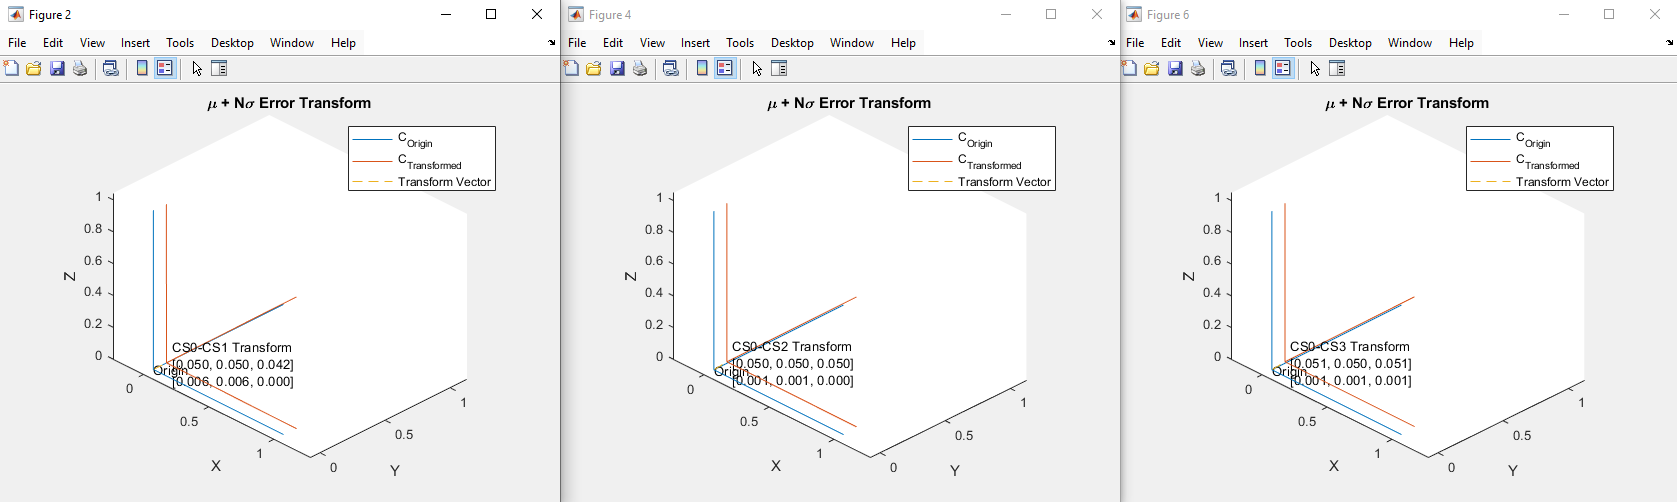 Figure 2
File Edit View Insert Tools Desktop Window Help
μ + Nσ Error Transform
C_Origin
C_Transformed
Transform Vector
1
0.8
0.6
0.4
0.2
0
Z
CS0-CS1 Transform
[0.050, 0.050, 0.042]
[0.006, 0.006, 0.000]
Origin
0
0.5
1
X
0
0.5
1
Y
Figure 4
File Edit View Insert Tools Desktop Window Help
μ + Nσ Error Transform
C_Origin
C_Transformed
Transform Vector
1
0.8
0.6
0.4
0.2
0
Z
CS0-CS2 Transform
[0.050, 0.050, 0.050]
[0.001, 0.001, 0.000]
Origin
0
0.5
1
X
0
0.5
1
Y
Figure 6
File Edit View Insert Tools Desktop Window Help
μ + Nσ Error Transform
C_Origin
C_Transformed
Transform Vector
1
0.8
0.6
0.4
0.2
0
Z
CS0-CS3 Transform
[0.051, 0.050, 0.051]
[0.001, 0.001, 0.001]
Origin
0
0.5
1
X
0
0.5
1
Y